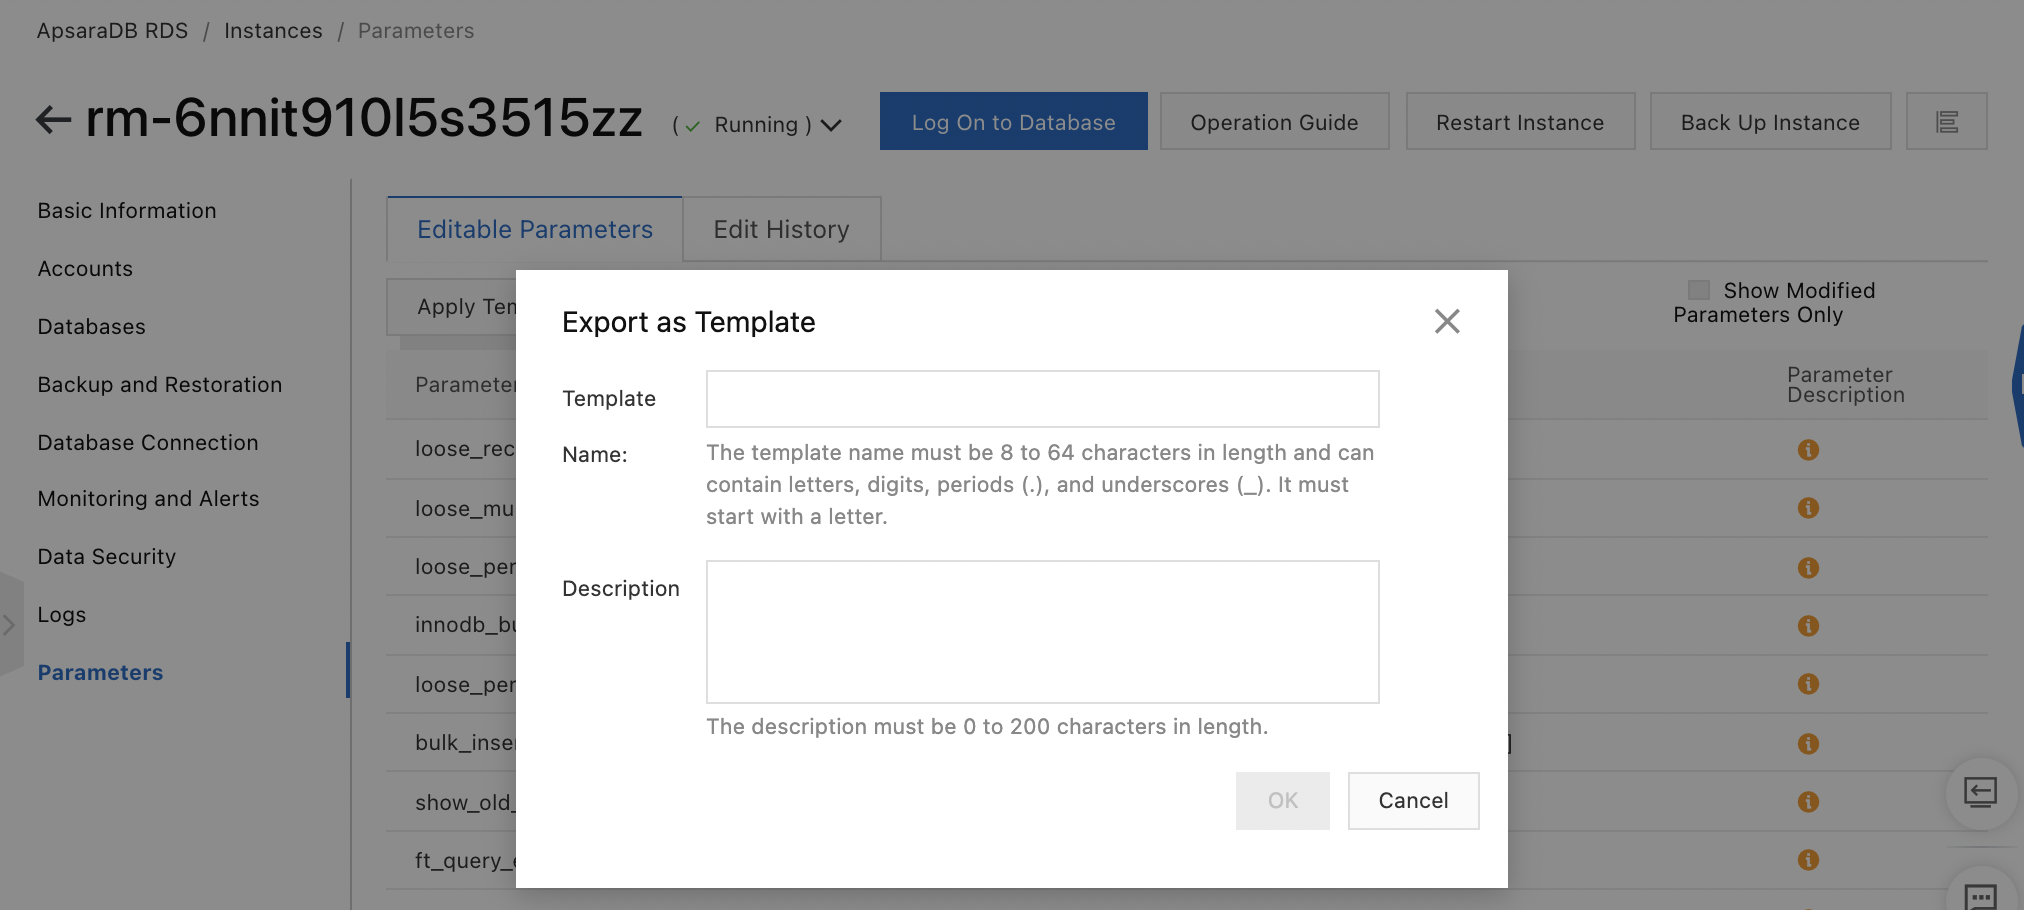 ApsaraDB RDS / Instances / Parameters
rm-6nnit910l5s3515zz ( ✓ Running )
Log On to Database
Operation Guide
Restart Instance
Back Up Instance
Basic Information
Accounts
Databases
Backup and Restoration
Database Connection
Monitoring and Alerts
Data Security
Logs
Parameters
Editable Parameters
Edit History
Apply Tem
Show Modified
Parameters Only
Parameter
Parameter
Description
loose_rec
loose_mu
loose_per
innodb_bu
loose_per
bulk_inser
]
show_old_
ft_query_e
Export as Template
Template
Name:
The template name must be 8 to 64 characters in length and can
contain letters, digits, periods (.), and underscores (_). It must
start with a letter.
Description
The description must be 0 to 200 characters in length.
OK
Cancel